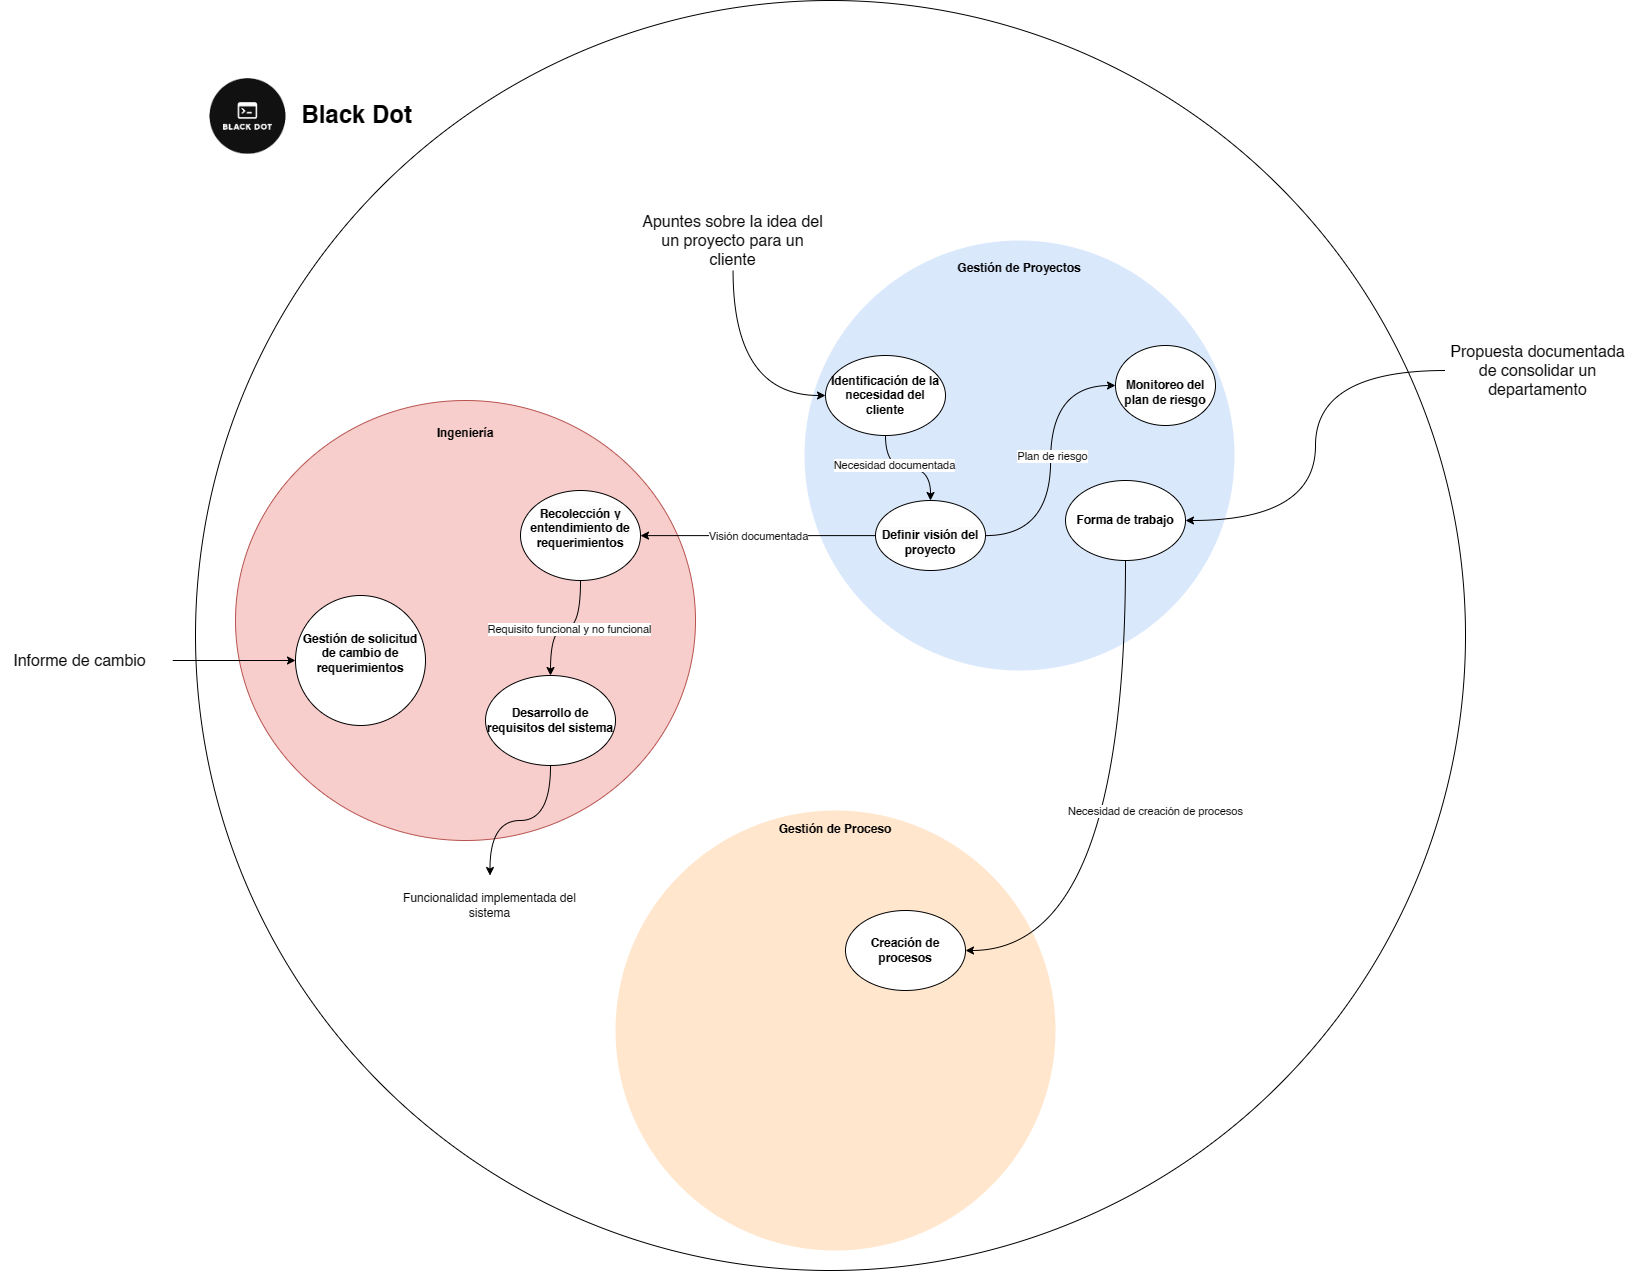 BLACK DOT
Black Dot
Apuntes sobre la idea del
un proyecto para un
cliente
Gestión de Proyectos
Propuesta documentada
de consolidar un
departamento
Identificación de la
necesidad del
cliente
Monitoreo del
plan de riesgo
Necesidad documentada
Plan de riesgo
Forma de trabajo
Definir visión del
proyecto
Visión documentada
Ingeniería
Recolección y
entendimiento de
requerimientos
Requisito funcional y no funcional
Informe de cambio
Gestión de solicitud
de cambio de
requerimientos
Desarrollo de
requisitos del sistema
Funcionalidad implementada del
sistema
Necesidad de creación de procesos
Gestión de Proceso
Creación de
procesos